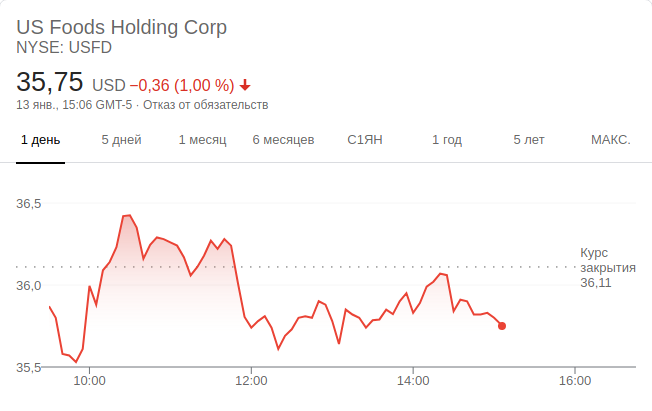 US Foods Holding Corp
NYSE: USFD
35,75 USD −0,36 (1,00 %)
13 янв., 15:06 GMT-5 · Отказ от обязательств
1 день 5 дней 1 месяц 6 месяцев С1ЯН 1 год 5 лет МАКС.
36,5
Курс
закрытия
36,11
36,0
35,5
10:00 12:00 14:00 16:00